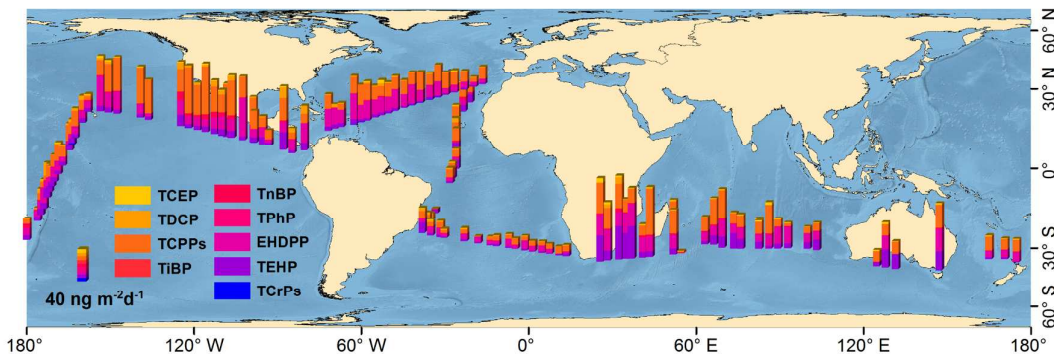 60° N
30° N
0°
30° S
60° S
TCEP
TDCP
TCPPs
TiBP
TnBP
TPhP
EHDPP
TEHP
TCrPs
40 ng m⁻²d⁻¹
180° 120° W 60° W 0° 60° E 120° E 180°